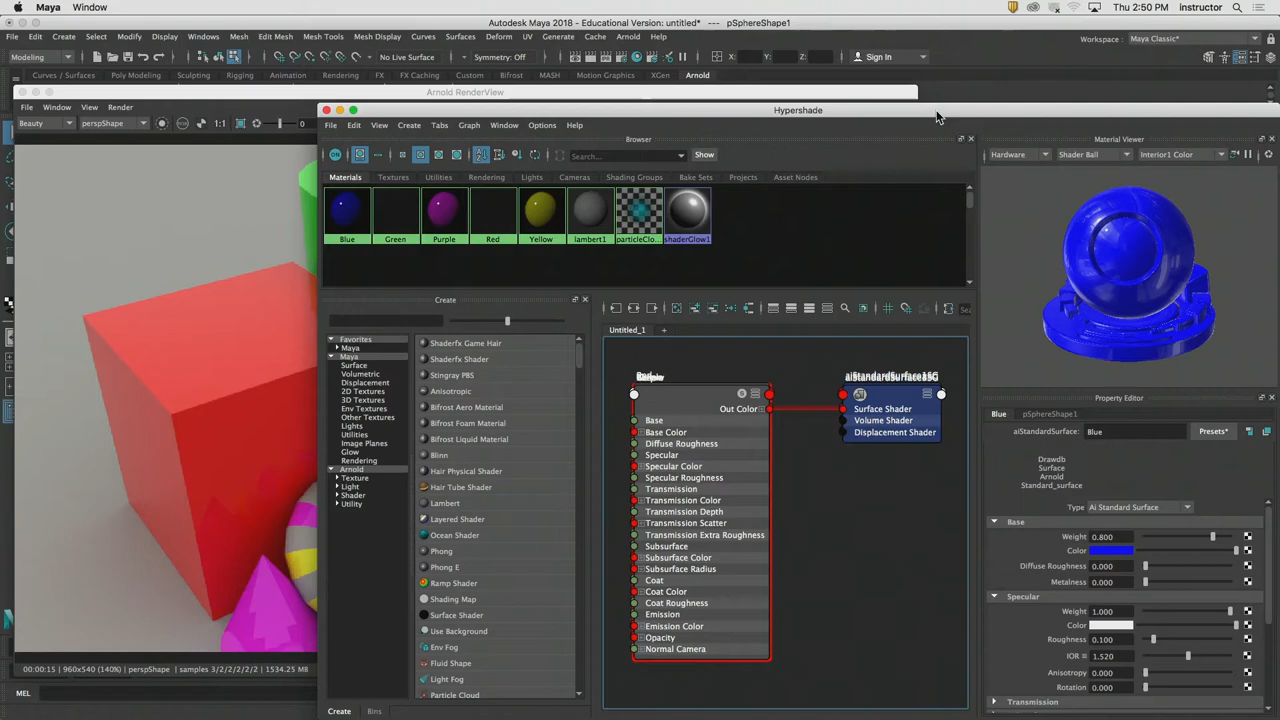 Maya Window Thu 2:50 PM instructor
Autodesk Maya 2018 - Educational Version: untitled* --- pSphereShape1
File Edit Create Select Modify Display Windows Mesh Edit Mesh Mesh Tools Mesh Display Curves Surfaces Deform UV Generate Cache Arnold Help
Workspace : Maya Classic*
Modeling No Live Surface Symmetry: Off X: Y: Z: Sign In
Curves / Surfaces Poly Modeling Sculpting Rigging Animation Rendering FX FX Caching Custom Bifrost MASH Motion Graphics XGen Arnold
Arnold RenderView
File Window View Render
Beauty perspShape 1:1 0
Hypershade
File Edit View Create Tabs Graph Window Options Help
Browser
ON Search... Show
Materials Textures Utilities Rendering Lights Cameras Shading Groups Bake Sets Projects Asset Nodes
Blue Green Purple Red Yellow lambert1 particleClo... shaderGlow1
Material Viewer
Hardware Shader Ball Interior1 Color
Create
Favorites
Maya
Maya
Surface
Volumetric
Displacement
2D Textures
3D Textures
Env Textures
Other Textures
Lights
Utilities
Image Planes
Glow
Rendering
Arnold
Texture
Light
Shader
Utility
Shaderfx Game Hair
Shaderfx Shader
Stingray PBS
Anisotropic
Bifrost Aero Material
Bifrost Foam Material
Bifrost Liquid Material
Blinn
Hair Physical Shader
Hair Tube Shader
Lambert
Layered Shader
Ocean Shader
Phong
Phong E
Ramp Shader
Shading Map
Surface Shader
Use Background
Env Fog
Fluid Shape
Light Fog
Particle Cloud
Create Bins
Untitled_1 +
Out Color
Base
Base Color
Diffuse Roughness
Specular
Specular Color
Specular Roughness
Transmission
Transmission Color
Transmission Depth
Transmission Scatter
Transmission Extra Roughness
Subsurface
Subsurface Color
Subsurface Radius
Coat
Coat Color
Coat Roughness
Emission
Emission Color
Opacity
Normal Camera
Surface Shader
Volume Shader
Displacement Shader
Property Editor
Blue pSphereShape1
aiStandardSurface: Blue Presets*
Drawdb
Surface
Arnold
Standard_surface
Type Ai Standard Surface
Base
Weight 0.800
Color
Diffuse Roughness 0.000
Metalness 0.000
Specular
Weight 1.000
Color
Roughness 0.100
IOR 1.520
Anisotropy 0.000
Rotation 0.000
Transmission
00:00:15 | 960x540 (140%) | perspShape | samples 3/2/2/2/2/2 | 1534.25 MB
MEL